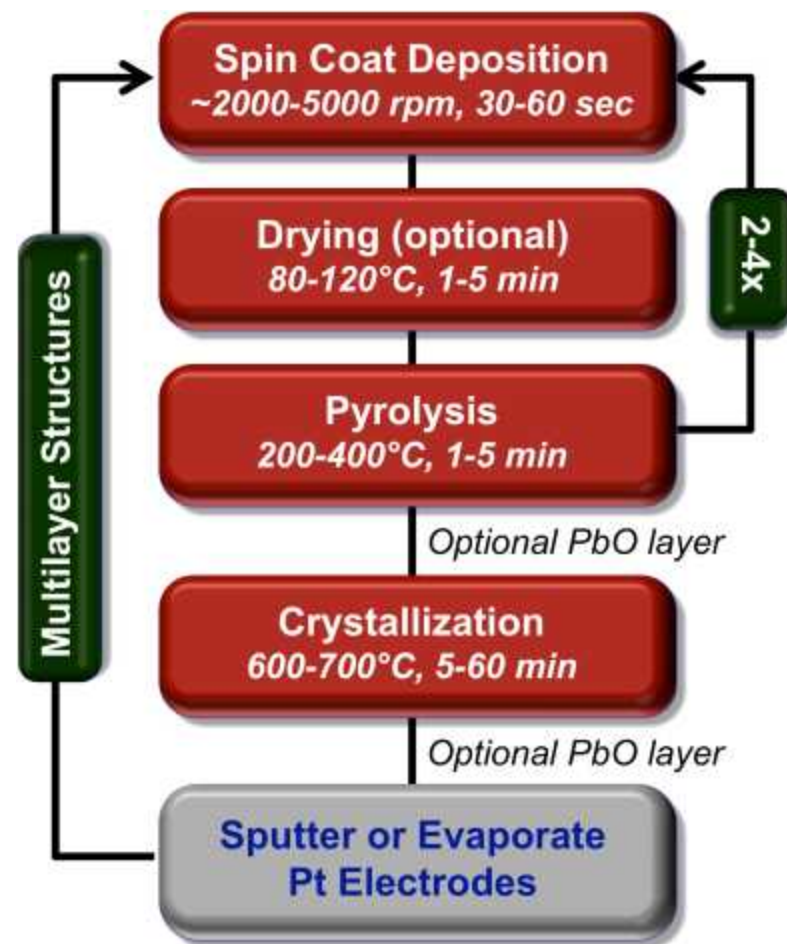 Spin Coat Deposition
~2000-5000 rpm, 30-60 sec
Drying (optional)
80-120°C, 1-5 min
2-4x
Pyrolysis
200-400°C, 1-5 min
Multilayer Structures
Optional PbO layer
Crystallization
600-700°C, 5-60 min
Optional PbO layer
Sputter or Evaporate
Pt Electrodes